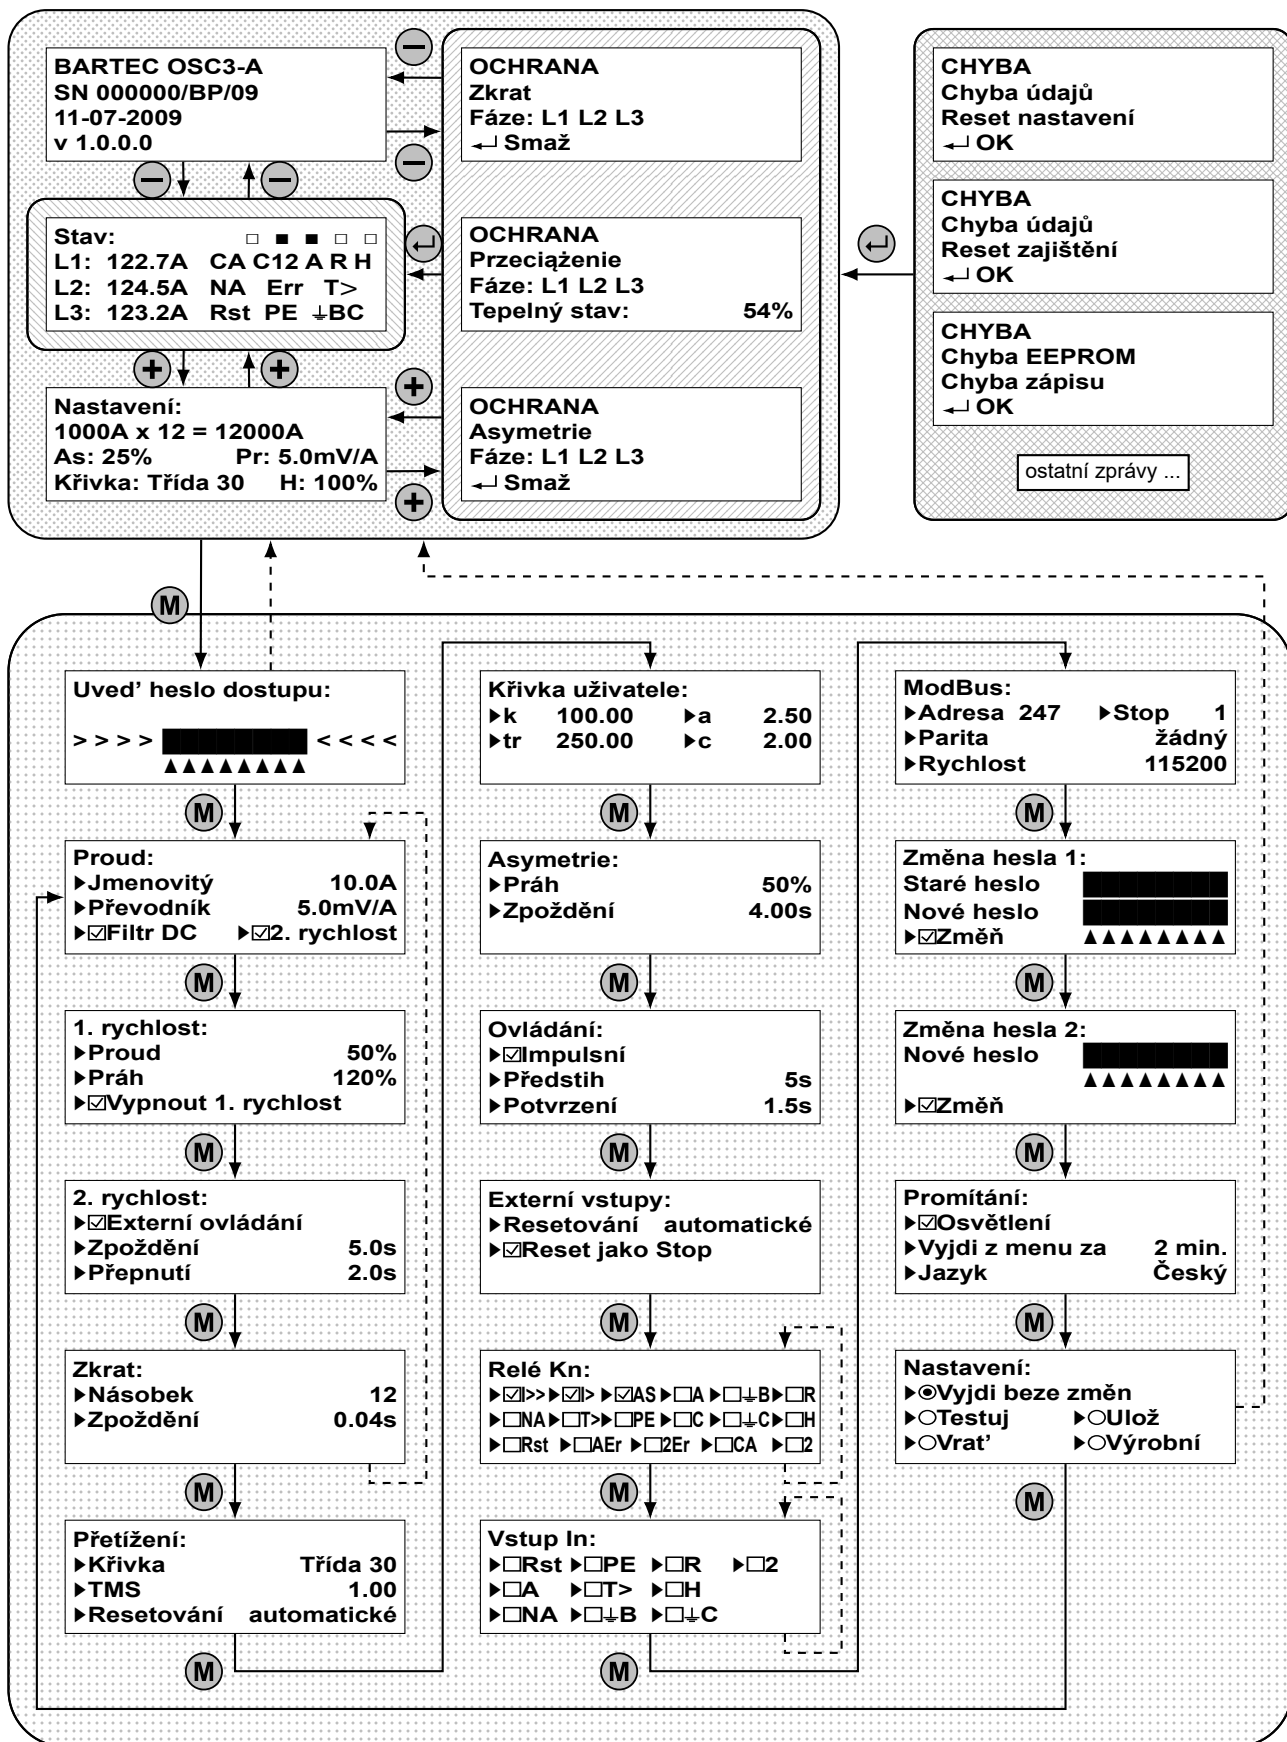 BARTEC OSC3-A
SN 000000/BP/09
11-07-2009
v 1.0.0.0
Stav: □ ■ ■ □ □
L1: 122.7A CA C12 A R H
L2: 124.5A NA Err T>
L3: 123.2A Rst PE ⏚BC
Nastavení:
1000A x 12 = 12000A
As: 25% Pr: 5.0mV/A
Křivka: Třída 30 H: 100%
OCHRANA
Zkrat
Fáze: L1 L2 L3
↵ Smaž
OCHRANA
Przeciążenie
Fáze: L1 L2 L3
Tepelný stav: 54%
OCHRANA
Asymetrie
Fáze: L1 L2 L3
↵ Smaž
CHYBA
Chyba údajů
Reset nastavení
↵ OK
CHYBA
Chyba údajů
Reset zajištění
↵ OK
CHYBA
Chyba EEPROM
Chyba zápisu
↵ OK
ostatní zprávy ...
M
Uved' heslo dostupu:
> > > > ████████ < < < <
▲▲▲▲▲▲▲▲
M
Proud:
▶Jmenovitý 10.0A
▶Převodník 5.0mV/A
▶☑Filtr DC ▶☑2. rychlost
M
1. rychlost:
▶Proud 50%
▶Práh 120%
▶☑Vypnout 1. rychlost
M
2. rychlost:
▶☑Externí ovládání
▶Zpoždění 5.0s
▶Přepnutí 2.0s
M
Zkrat:
▶Násobek 12
▶Zpoždění 0.04s
M
Přetížení:
▶Křivka Třída 30
▶TMS 1.00
▶Resetování automatické
M
Křivka uživatele:
▶k 100.00 ▶a 2.50
▶tr 250.00 ▶c 2.00
M
Asymetrie:
▶Práh 50%
▶Zpoždění 4.00s
M
Ovládání:
▶☑Impulsní
▶Předstih 5s
▶Potvrzení 1.5s
M
Externí vstupy:
▶Resetování automatické
▶☑Reset jako Stop
M
Relé Kn:
▶☑I>> ▶☑I> ▶☑AS ▶□A ▶□⏚B ▶□R
▶□NA ▶□T> ▶□PE ▶□C ▶□⏚C ▶□H
▶□Rst ▶□AEr ▶□2Er ▶□CA ▶□2
M
Vstup In:
▶□Rst ▶□PE ▶□R ▶□2
▶□A ▶□T> ▶□H
▶□NA ▶□⏚B ▶□⏚C
M
ModBus:
▶Adresa 247 ▶Stop 1
▶Parita žádný
▶Rychlost 115200
M
Změna hesla 1:
Staré heslo ████████
Nové heslo ████████
▶☑Změň ▲▲▲▲▲▲▲▲
M
Změna hesla 2:
Nové heslo ████████
▲▲▲▲▲▲▲▲
▶☑Změň
M
Promítání:
▶☑Osvětlení
▶Vyjdi z menu za 2 min.
▶Jazyk Český
M
Nastavení:
▶◉Vyjdi beze změn
▶○Testuj ▶○Ulož
▶○Vrat' ▶○Výrobní
M